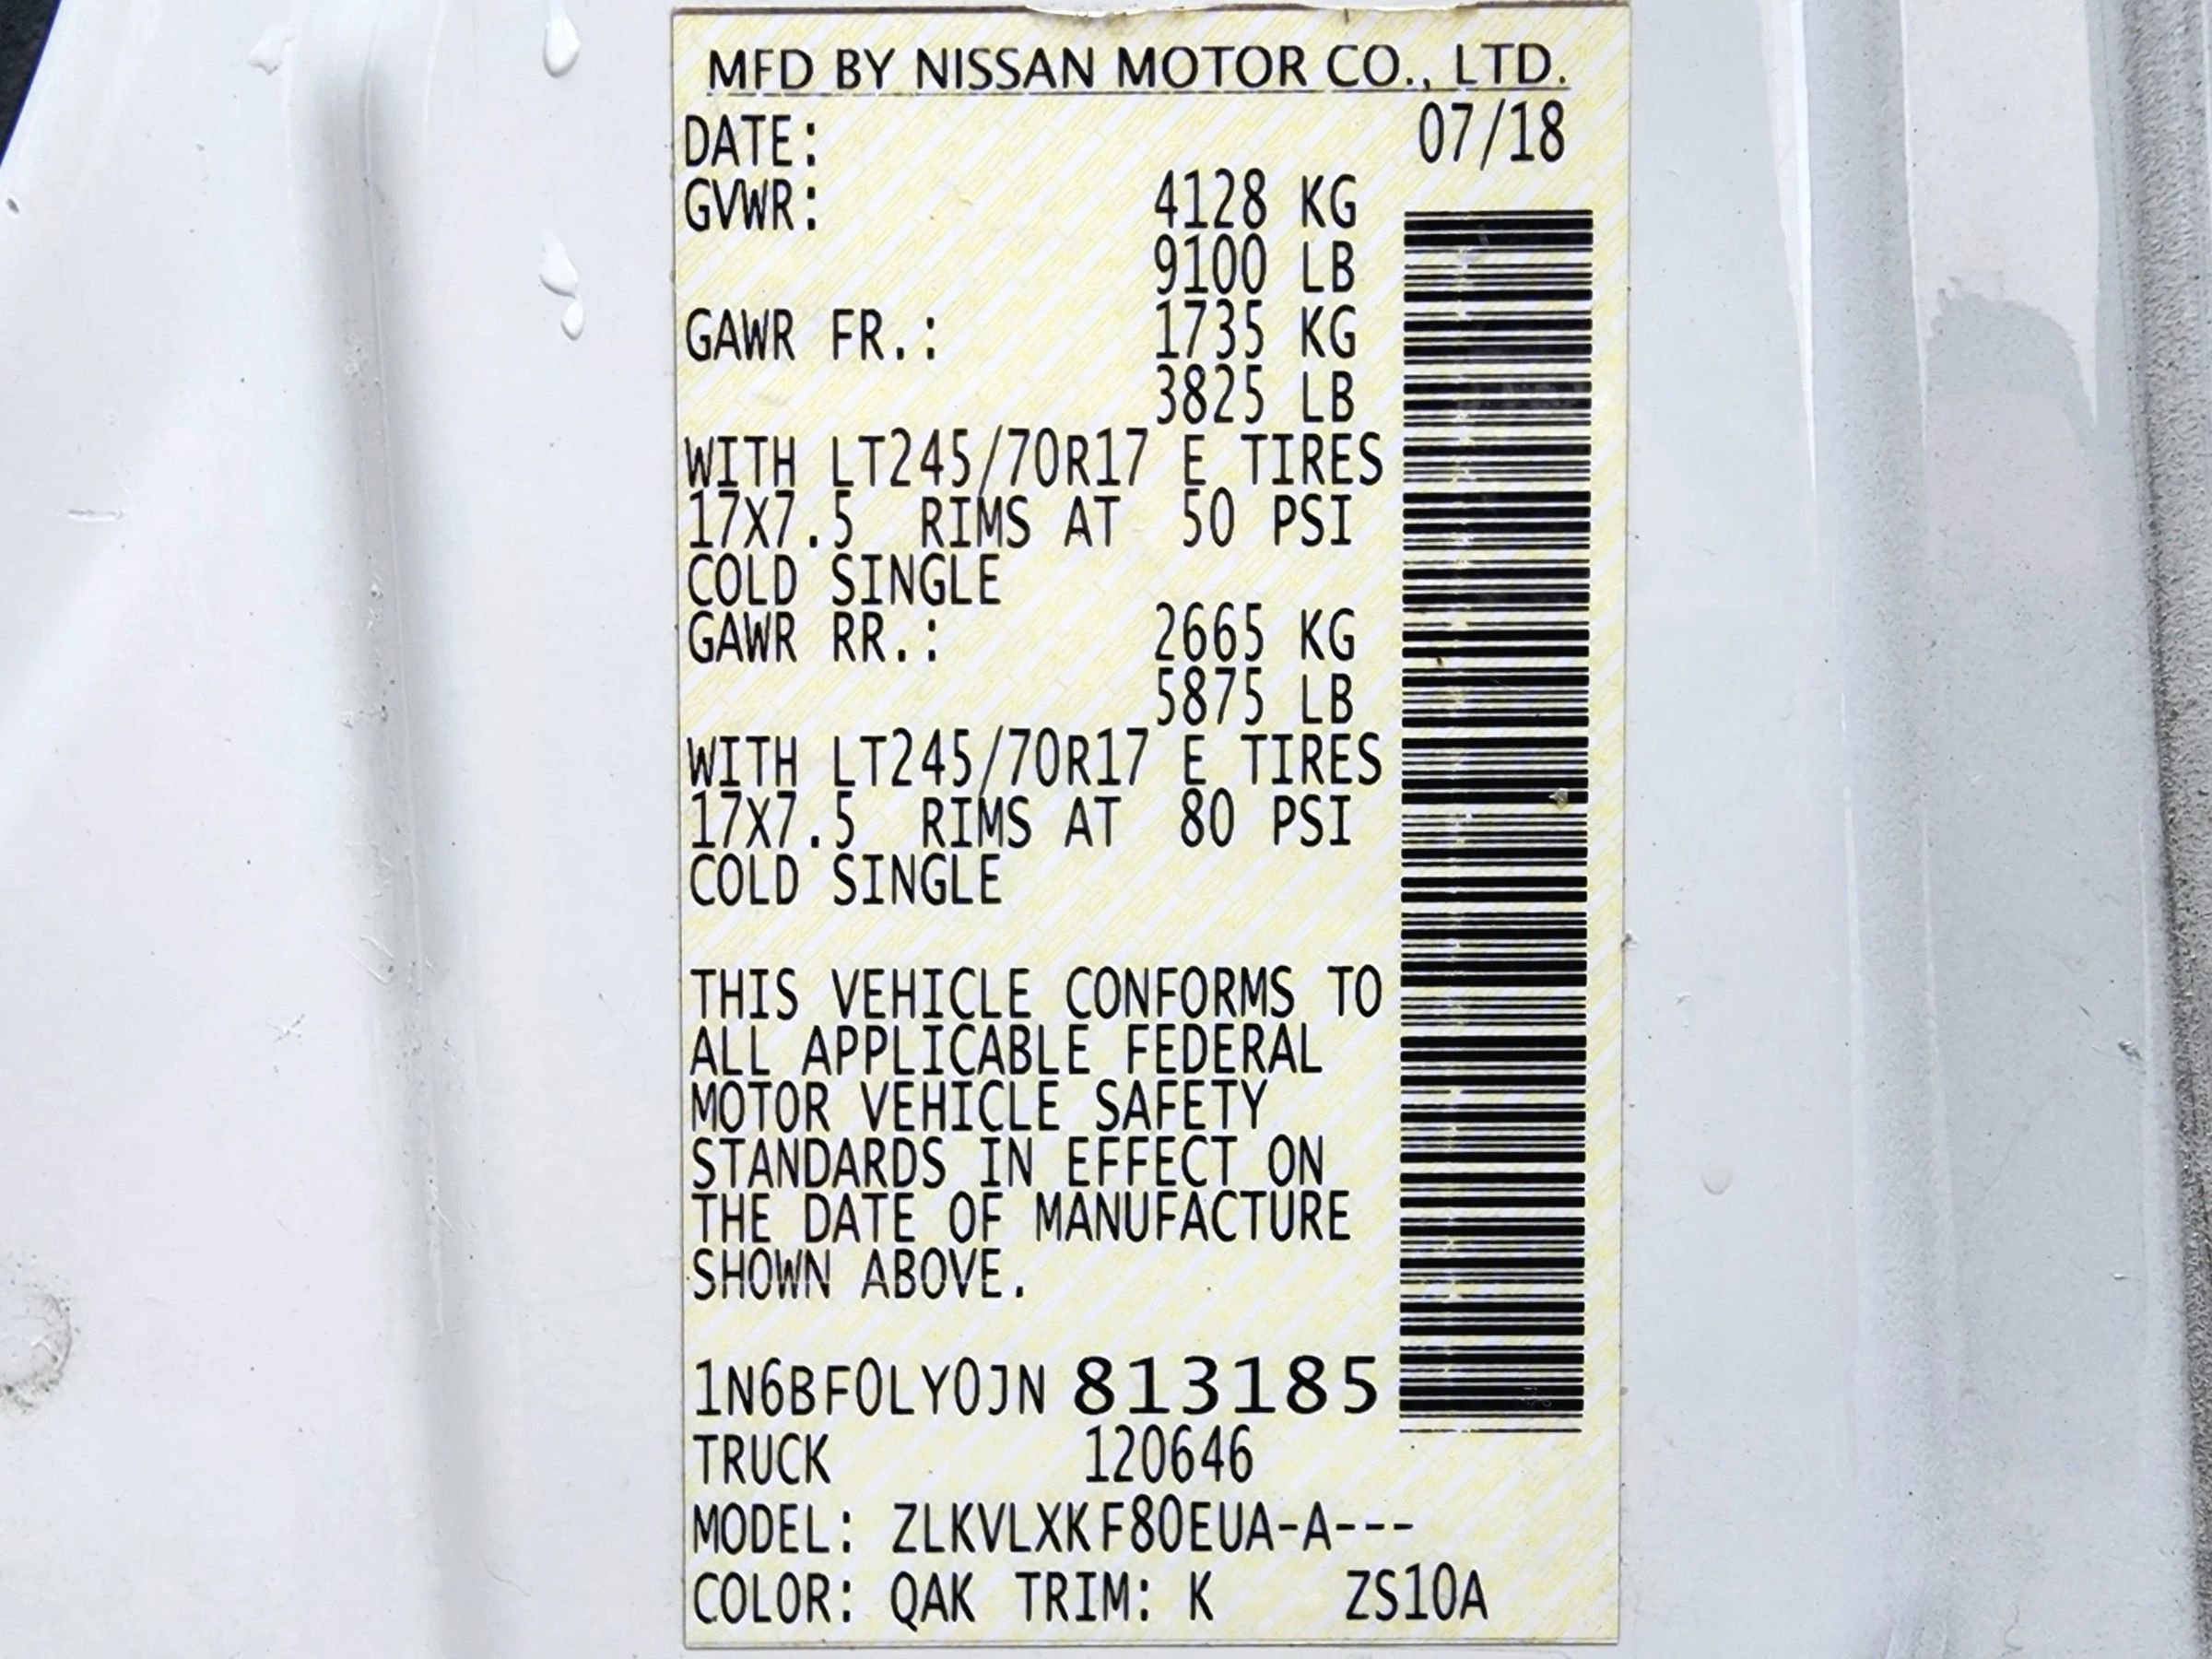 MFD BY NISSAN MOTOR CO., LTD.
DATE: 07/18
GVWR: 4128 KG
9100 LB
GAWR FR.: 1735 KG
3825 LB
WITH LT245/70R17 E TIRES
17X7.5 RIMS AT 50 PSI
COLD SINGLE
GAWR RR.: 2665 KG
5875 LB
WITH LT245/70R17 E TIRES
17X7.5 RIMS AT 80 PSI
COLD SINGLE
THIS VEHICLE CONFORMS TO
ALL APPLICABLE FEDERAL
MOTOR VEHICLE SAFETY
STANDARDS IN EFFECT ON
THE DATE OF MANUFACTURE
SHOWN ABOVE.
1N6BF0LY0JN 813185
TRUCK 120646
MODEL: ZLKVLXKF80EUA-A---
COLOR: QAK TRIM: K ZS10A